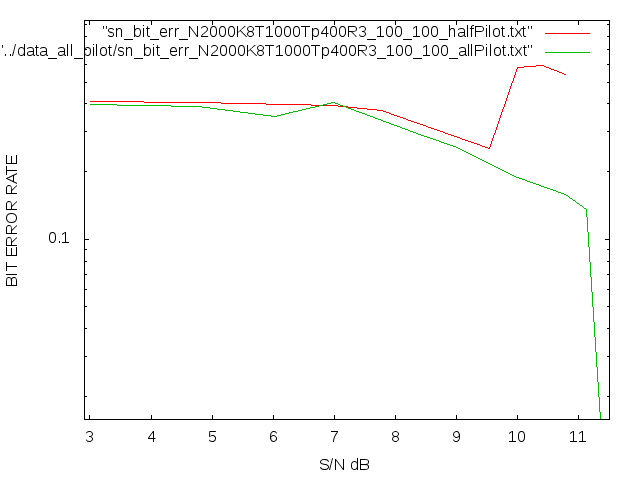 "sn_bit_err_N2000K8T1000Tp400R3_100_100_halfPilot.txt"
'../data_all_pilot/sn_bit_err_N2000K8T1000Tp400R3_100_100_allPilot.txt"
BIT ERROR RATE
0.1
3 4 5 6 7 8 9 10 11
S/N dB